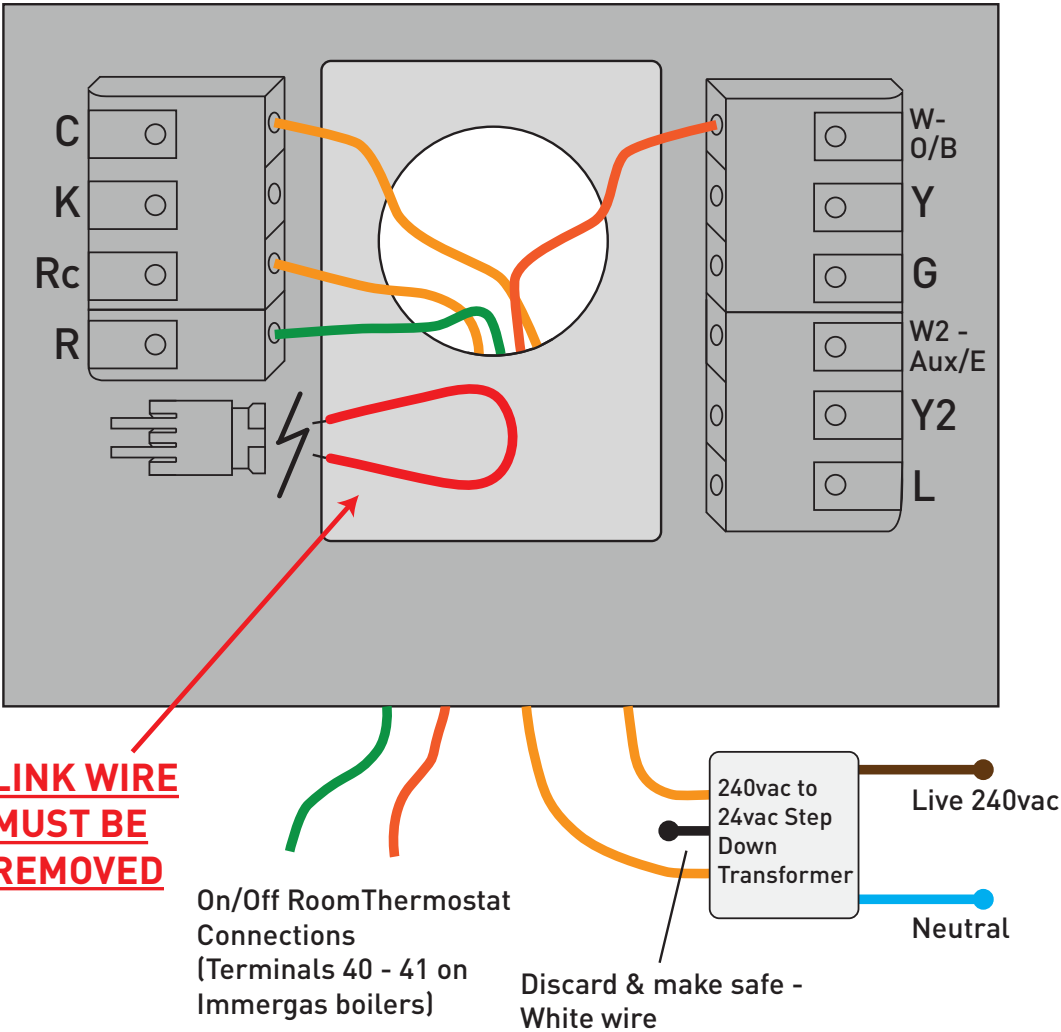 C
K
Rc
R
W-
O/B
Y
G
W2 -
Aux/E
Y2
L
LINK WIRE
MUST BE
REMOVED
On/Off RoomThermostat
Connections
(Terminals 40 - 41 on
Immergas boilers)
240vac to
24vac Step
Down
Transformer
Live 240vac
Neutral
Discard & make safe -
White wire